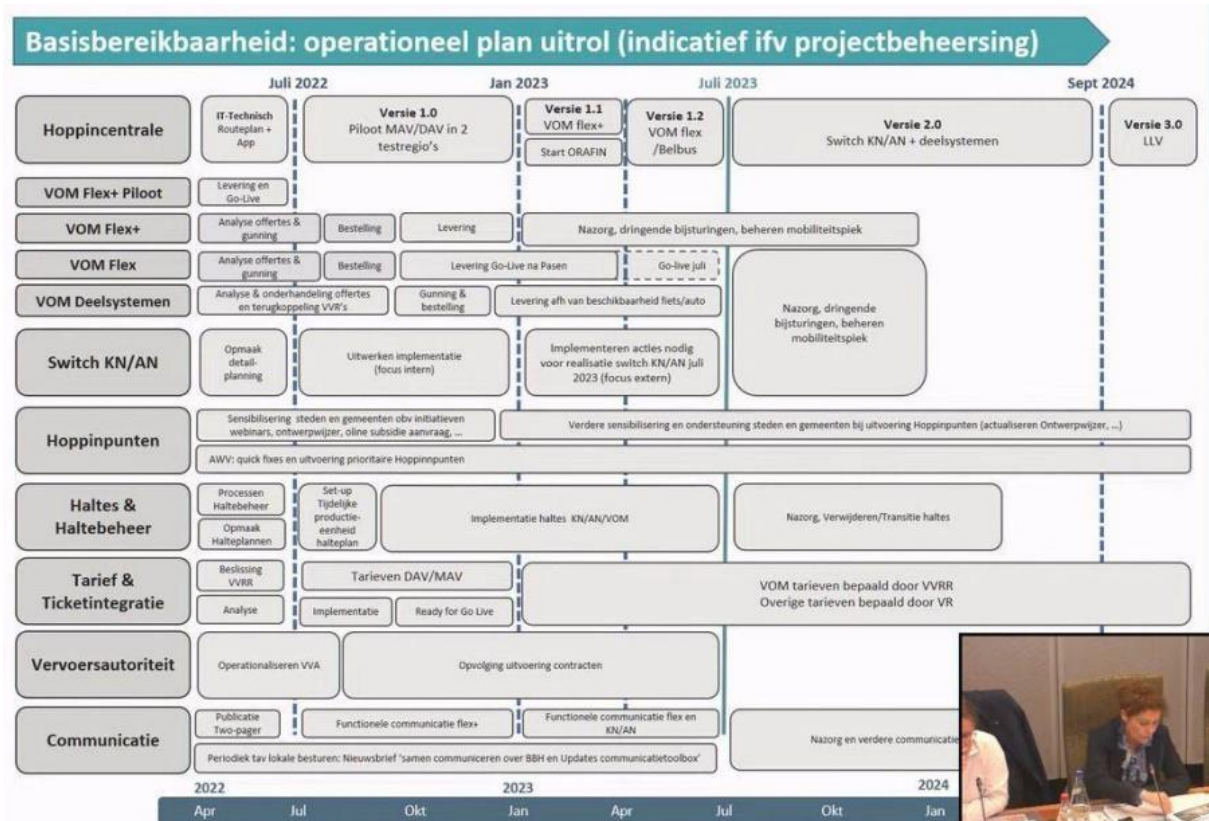 Basisbereikbaarheid: operationeel plan uitrol (indicatief ifv projectbeheersing)
Juli 2022
Jan 2023
Juli 2023
Sept 2024
Hoppincentrale
IT-Technisch
Routeplan +
App
Versie 1.0
Piloot MAV/DAV in 2
testregio's
Versie 1.1
VOM flex+
Start ORAFIN
Versie 1.2
VOM flex
/Belbus
Versie 2.0
Switch KN/AN + deelsystemen
Versie 3.0
LLV
VOM Flex+ Piloot
Levering en
Go-Live
VOM Flex+
Analyse offertes &
gunning
Bestelling
Levering
Nazorg, dringende bijsturingen, beheren mobiliteitspiek
VOM Flex
Analyse offertes &
gunning
Bestelling
Levering Go-Live na Pasen
Go-live juli
Nazorg, dringende
bijsturingen, beheren
mobiliteitspiek
VOM Deelsystemen
Analyse & onderhandeling offertes
en terugkoppeling VVR's
Gunning &
bestelling
Levering afh van beschikbaarheid fiets/auto
Switch KN/AN
Opmaak
detail-
planning
Uitwerken implementatie
(focus intern)
Implementeren acties nodig
voor realisatie switch KN/AN juli
2023 (focus extern)
Hoppinpunten
Sensibilisering steden en gemeenten obv initiatieven
webinars, ontwerpwijzer, oline subsidie aanvraag, ...
Verdere sensibilisering en ondersteuning steden en gemeenten bij uitvoering Hoppinpunten (actualiseren Ontwerpwijzer, ...)
AWV: quick fixes en uitvoering prioritaire Hoppinnpunten
Haltes &
Haltebeheer
Processen
Haltebeheer
Opmaak
Halteplannen
Set-up
Tijdelijke
productie-
eenheid
halteplan
Implementatie haltes KN/AN/VOM
Nazorg, Verwijderen/Transitie haltes
Tarief &
Ticketintegratie
Beslissing
VVRR
Analyse
Tarieven DAV/MAV
Implementatie
Ready for Go Live
VOM tarieven bepaald door VVRR
Overige tarieven bepaald door VR
Vervoersautoriteit
Operationaliseren VVA
Opvolging uitvoering contracten
Communicatie
Publicatie
Two-pager
Functionele communicatie flex+
Functionele communicatie flex en
KN/AN
Nazorg en verdere communicatie
Periodiek tav lokale besturen: Nieuwsbrief 'samen communiceren over BBH en Updates communicatietoolbox'
2022
2023
2024
Apr
Jul
Okt
Jan
Apr
Jul
Okt
Jan